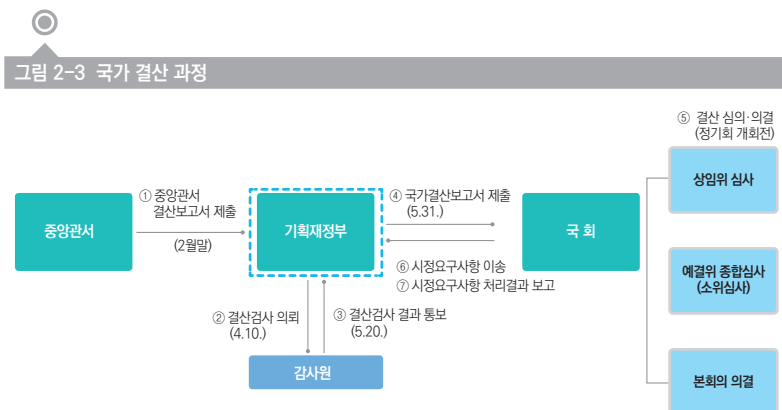 그림 2-3 국가 결산 과정
⑤ 결산 심의·의결
(정기회 개회전)
중앙관서
① 중앙관서
결산보고서 제출
(2월말)
기획재정부
④ 국가결산보고서 제출
(5.31.)
국 회
⑥ 시정요구사항 이송
⑦ 시정요구사항 처리결과 보고
② 결산검사 의뢰
(4.10.)
③ 결산검사 결과 통보
(5.20.)
감사원
상임위 심사
예결위 종합심사
(소위심사)
본회의 의결